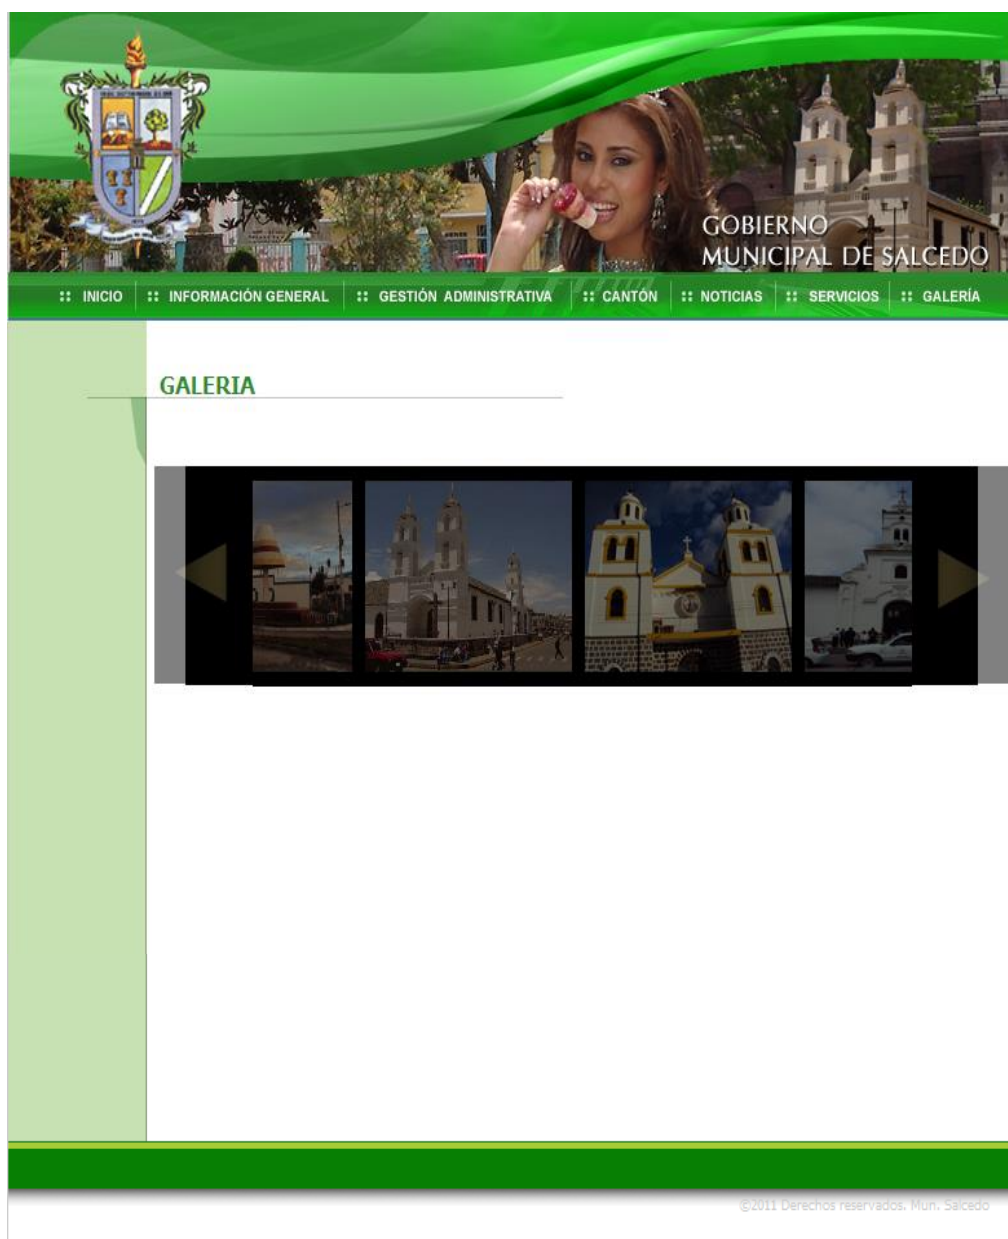 GOBIERNO
MUNICIPAL DE SALCEDO
:: INICIO :: INFORMACIÓN GENERAL :: GESTIÓN ADMINISTRATIVA :: CANTÓN :: NOTICIAS :: SERVICIOS :: GALERÍA
GALERIA
©2011 Derechos reservados. Mun. Salcedo